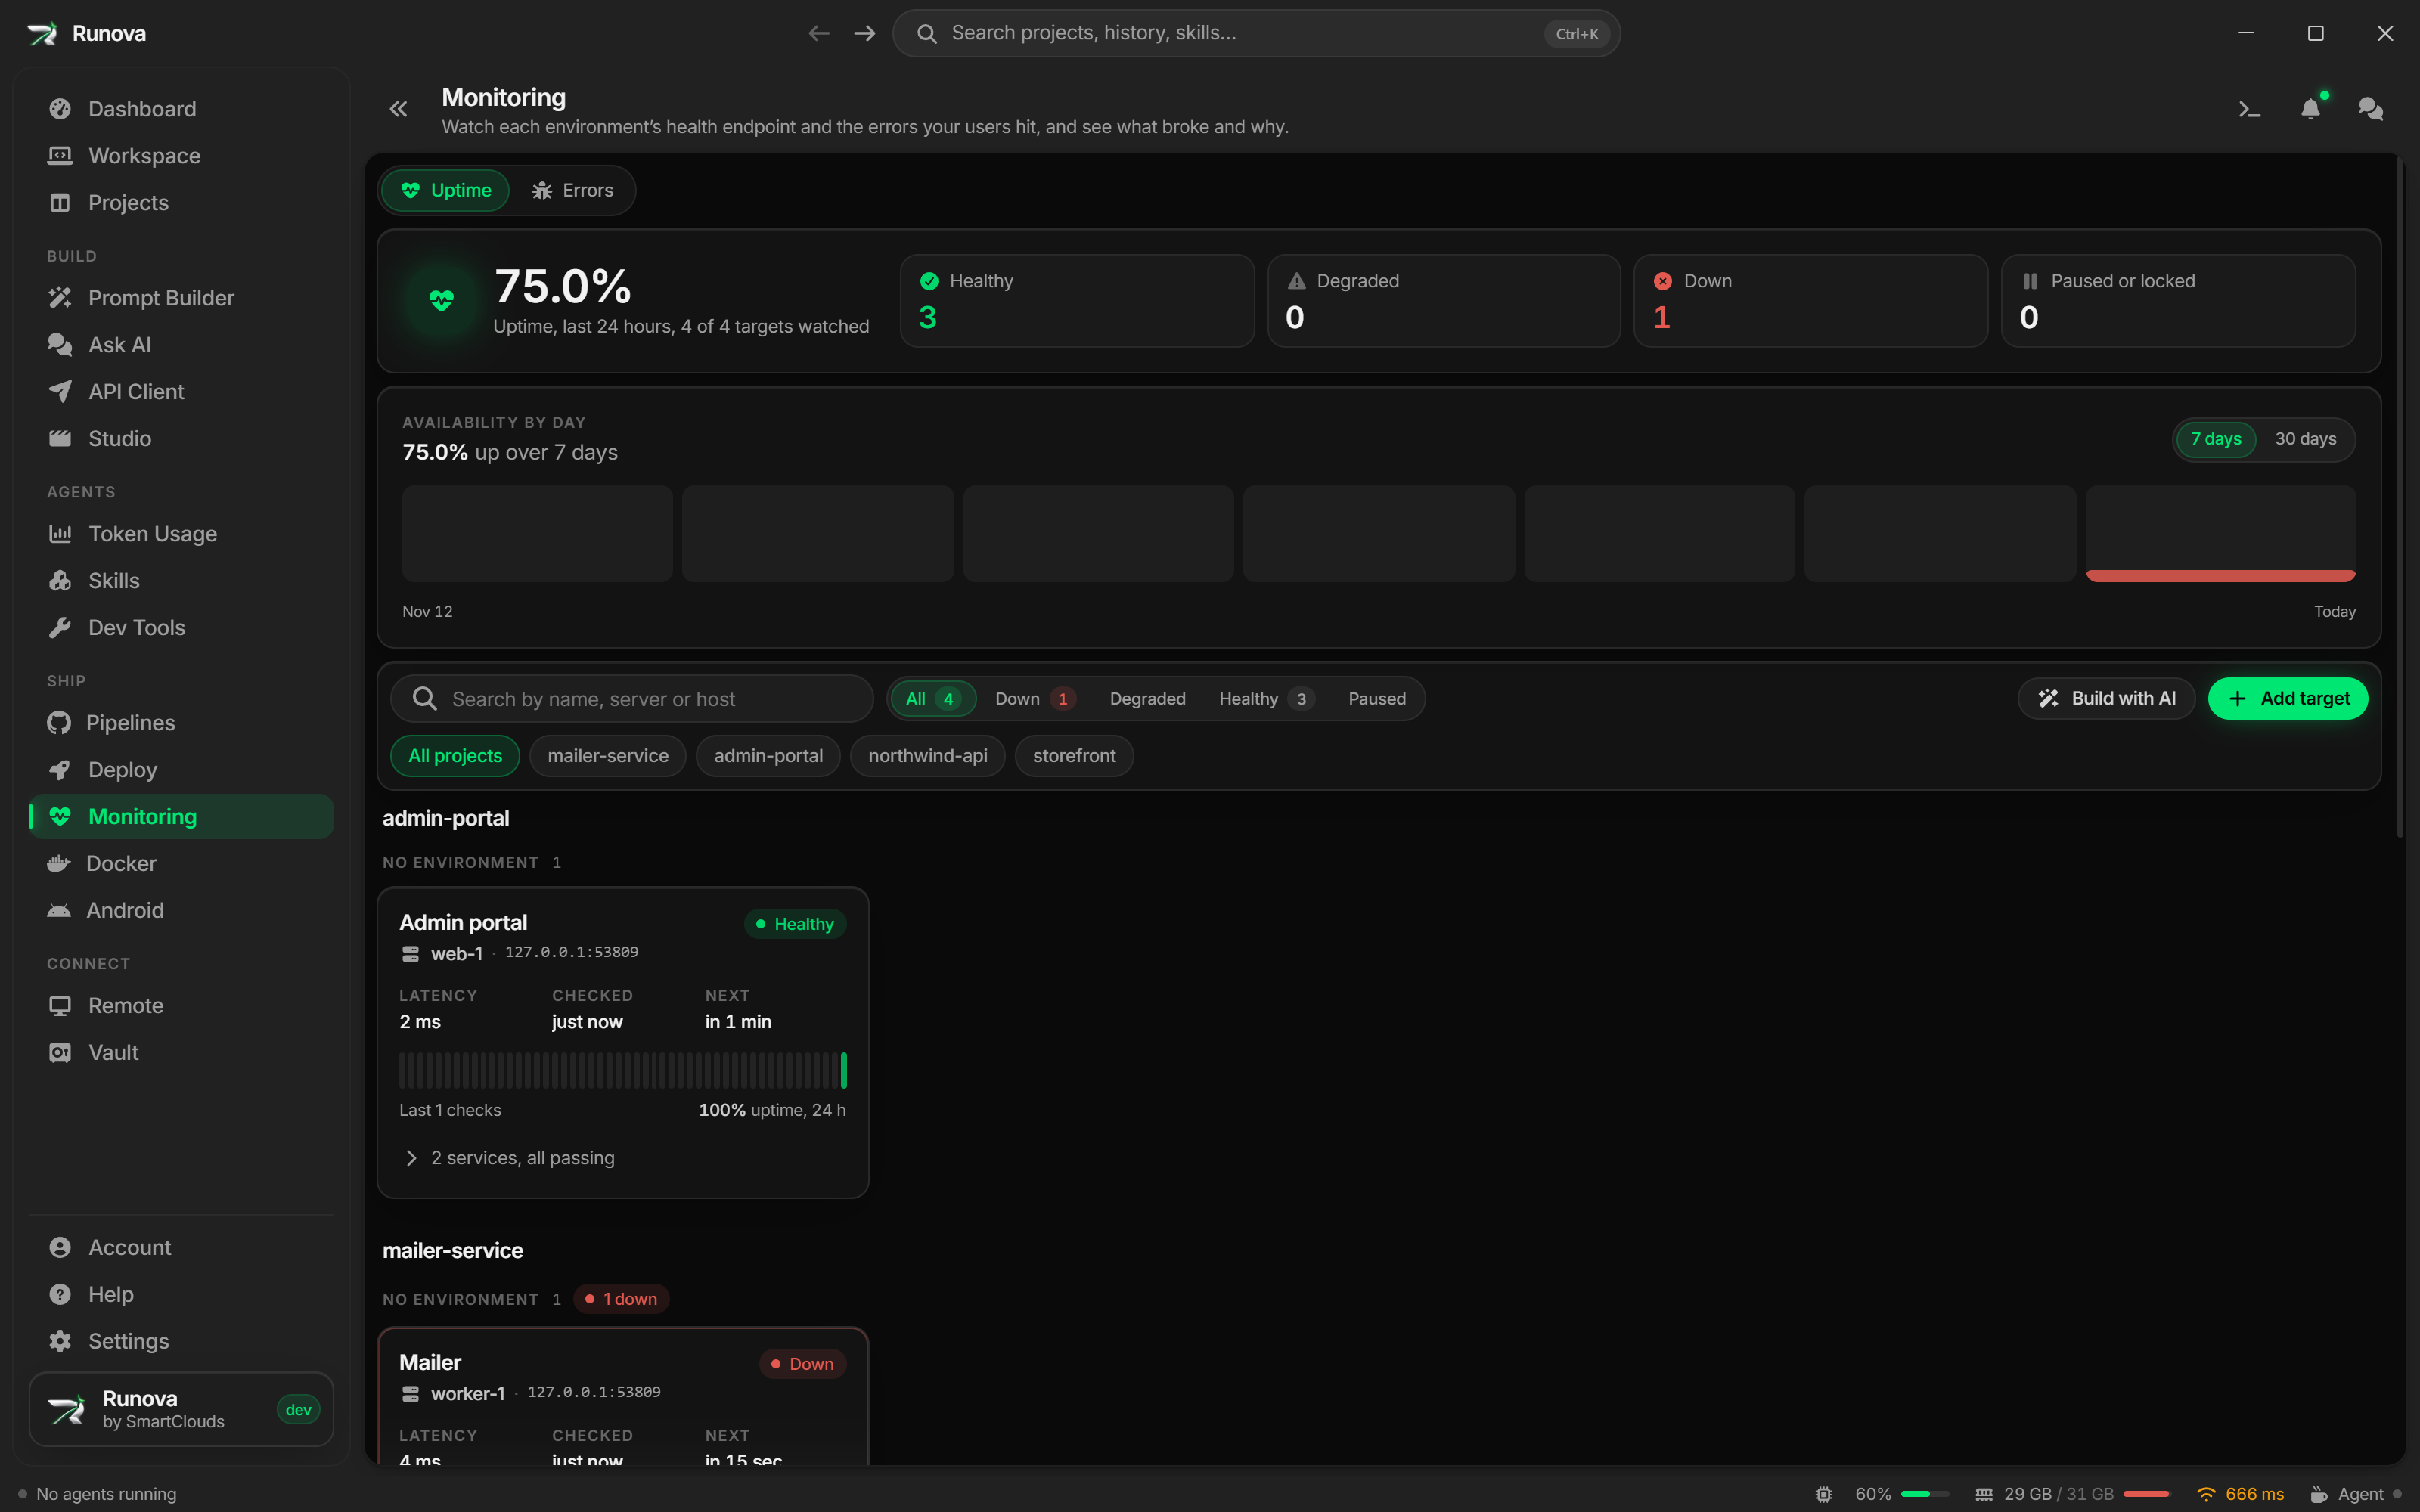 Runova
Search projects, history, skills...
Ctrl+K
Dashboard
Workspace
Projects
BUILD
Prompt Builder
Ask AI
API Client
Studio
AGENTS
Token Usage
Skills
Dev Tools
SHIP
Pipelines
Deploy
Monitoring
Docker
Android
CONNECT
Remote
Vault
Account
Help
Settings
Runova
by SmartClouds
dev
Monitoring
Watch each environment’s health endpoint and the errors your users hit, and see what broke and why.
Uptime
Errors
75.0%
Uptime, last 24 hours, 4 of 4 targets watched
Healthy
3
Degraded
0
Down
1
Paused or locked
0
AVAILABILITY BY DAY
75.0% up over 7 days
7 days
30 days
Nov 12
Today
Search by name, server or host
All 4
Down 1
Degraded
Healthy 3
Paused
Build with AI
Add target
All projects
mailer-service
admin-portal
northwind-api
storefront
admin-portal
NO ENVIRONMENT 1
Admin portal
Healthy
web-1 · 127.0.0.1:53809
LATENCY CHECKED NEXT
2 ms just now in 1 min
Last 1 checks
100% uptime, 24 h
2 services, all passing
mailer-service
NO ENVIRONMENT 1
1 down
Mailer
Down
worker-1 · 127.0.0.1:53809
LATENCY CHECKED NEXT
4 ms just now in 15 sec
No agents running
60%
29 GB / 31 GB
666 ms
Agent